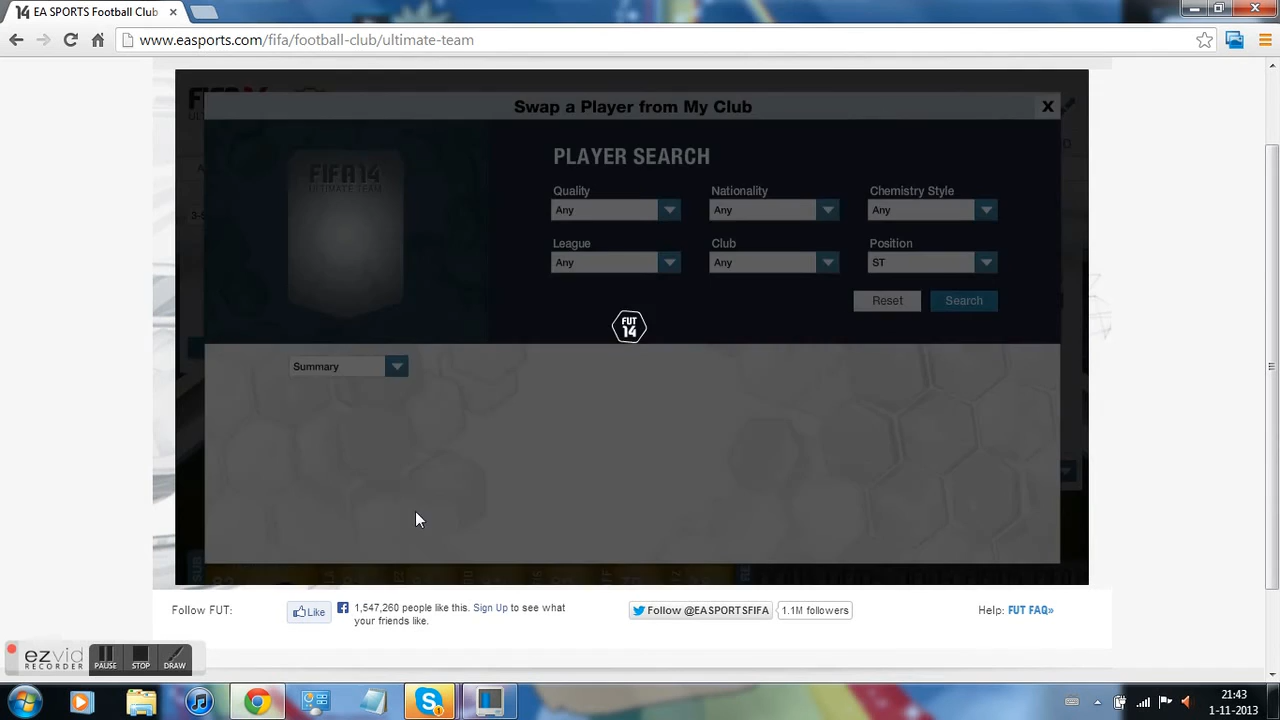 14 EA SPORTS Football Club
www.easports.com/fifa/football-club/ultimate-team
Swap a Player from My Club
X
FIFA 14
ULTIMATE TEAM
PLAYER SEARCH
Quality
Nationality
Chemistry Style
Any
Any
Any
League
Club
Position
Any
Any
ST
Reset
Search
FUT
14
Summary
Follow FUT:
Like
1,547,260 people like this. Sign Up to see what
your friends like.
Follow @EASPORTSFIFA
1.1M followers
Help: FUT FAQ»
ezvid
RECORDER
PAUSE
STOP
DRAW
21:43
1-11-2013